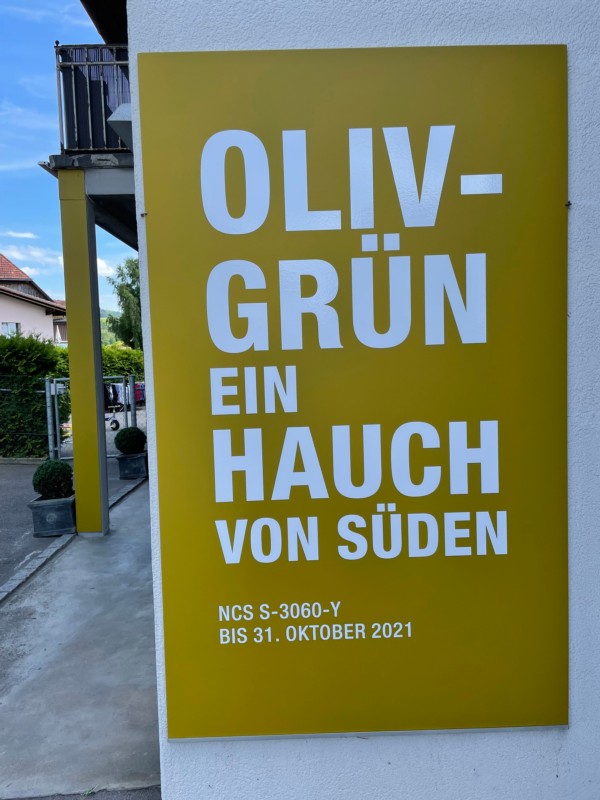 OLIV-
GRÜN
EIN
HAUCH
VON SÜDEN
NCS S-3060-Y
BIS 31. OKTOBER 2021